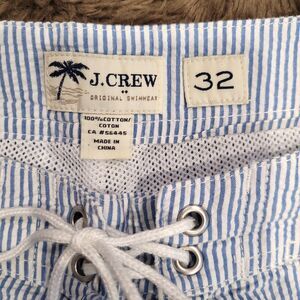 J.CREW
ORIGINAL SWIMWEAR
32
100% COTTON/
COTON
CA #56445
MADE IN
CHINA